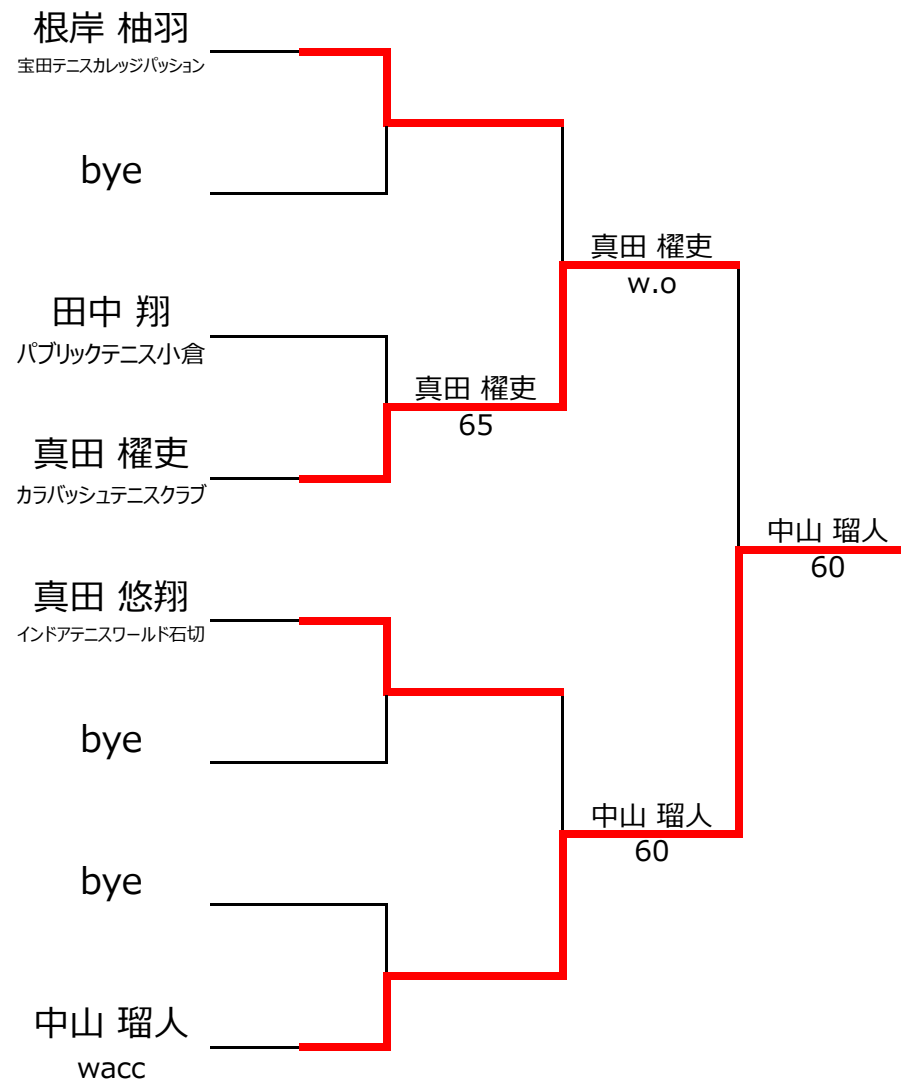 根岸 柚羽
宝田テニスカレッジパッション
bye
田中 翔
パブリックテニス小倉
真田 櫂吏
カラバッシュテニスクラブ
真田 悠翔
インドアテニスワールド石切
bye
bye
中山 瑠人
wacc
真田 櫂吏
65
真田 櫂吏
w.o
中山 瑠人
60
中山 瑠人
60